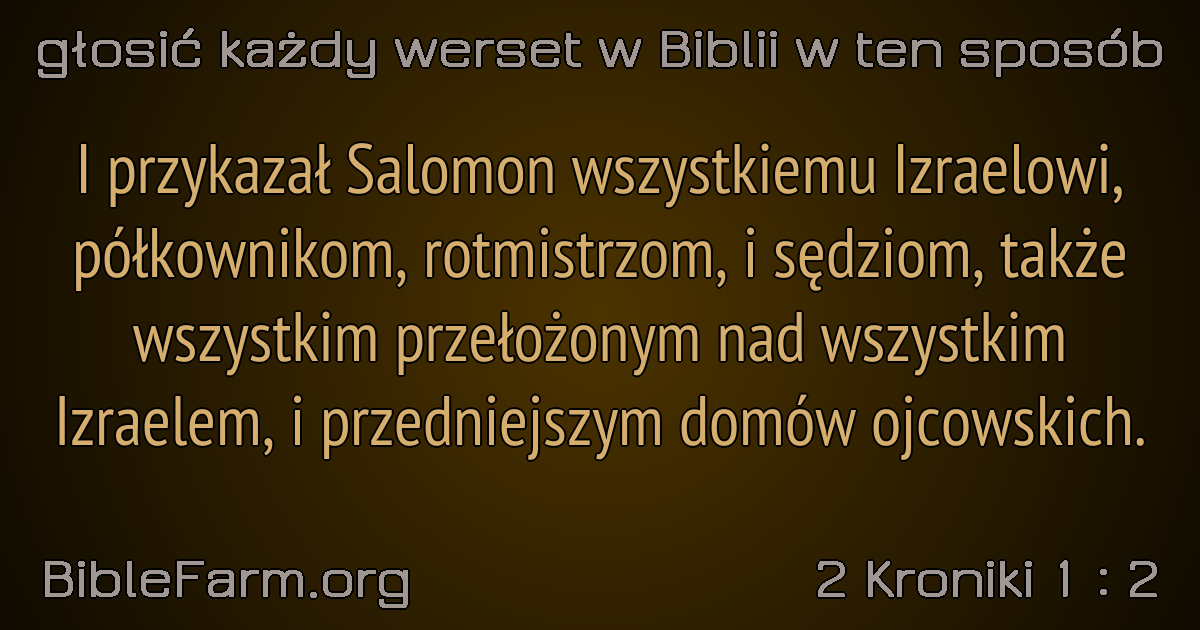 głosić każdy werset w Biblii w ten sposób
I przykazał Salomon wszystkiemu Izraelowi,
półkownikom, rotmistrzom, i sędziom, także
wszystkim przełożonym nad wszystkim
Izraelem, i przedniejszym domów ojcowskich.
BibleFarm.org
2 Kroniki 1 : 2